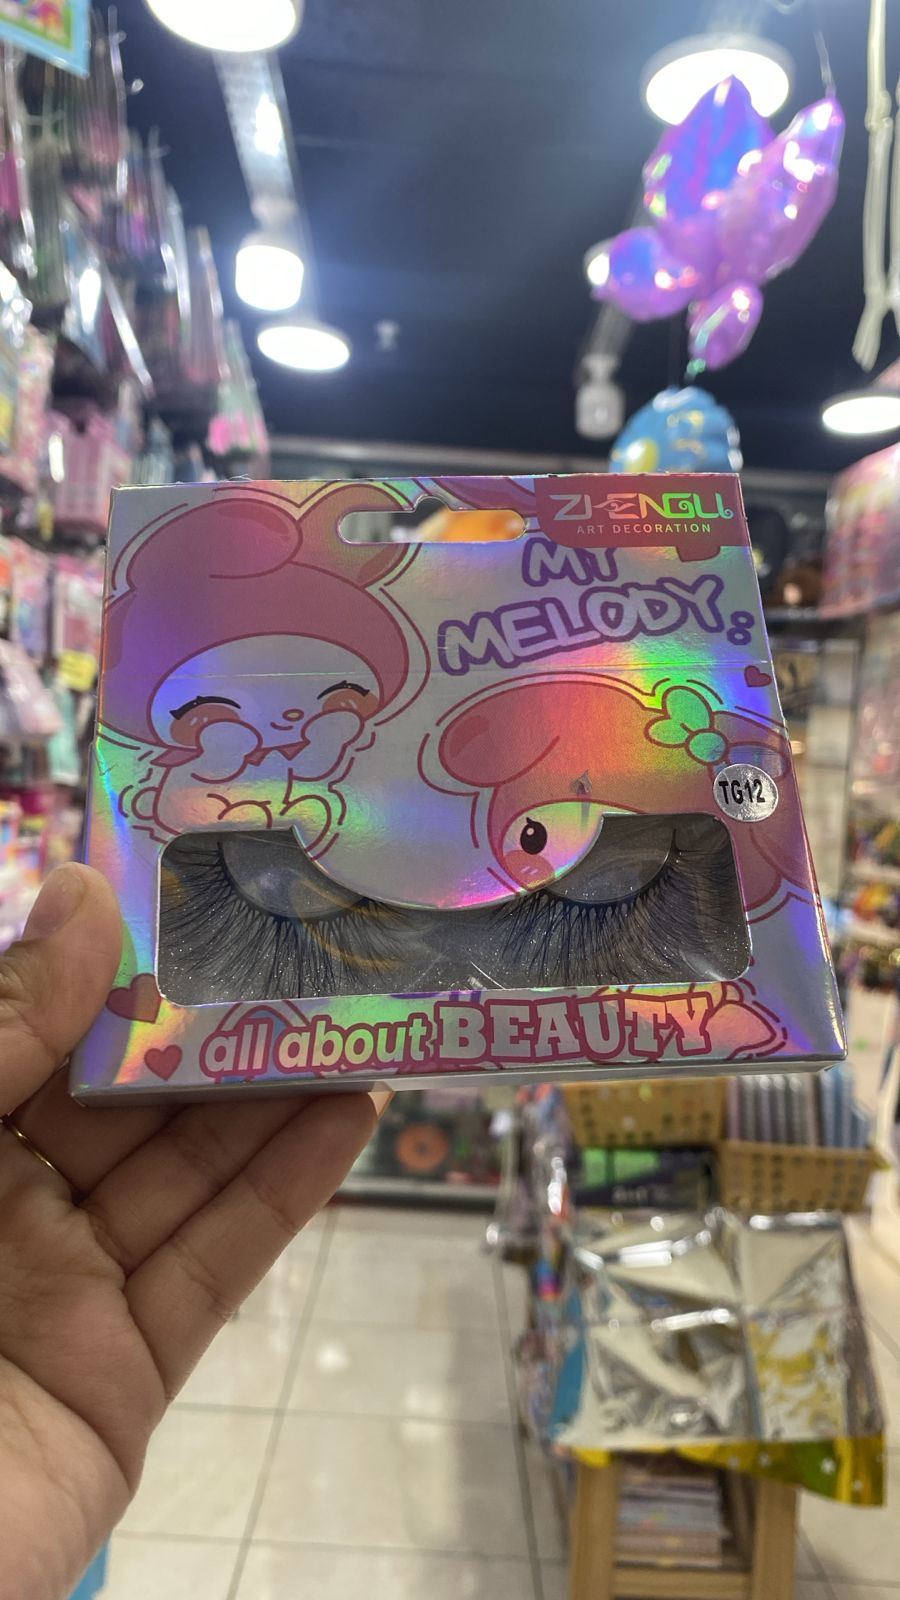 ZHENGLI
ART DECORATION
MY
MELODY
TG12
all about BEAUTY